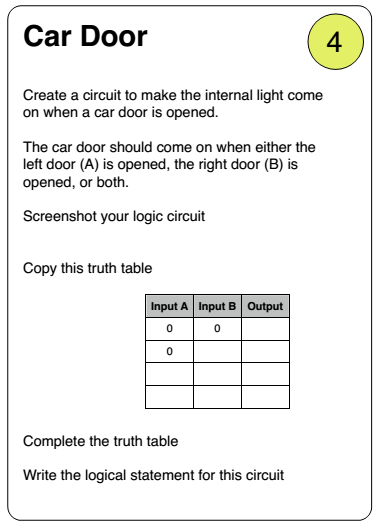 Car Door
4
Create a circuit to make the internal light come
on when a car door is opened.
The car door should come on when either the
left door (A) is opened, the right door (B) is
opened, or both.
Screenshot your logic circuit
Copy this truth table
Input A Input B Output
0 0
0
Complete the truth table
Write the logical statement for this circuit